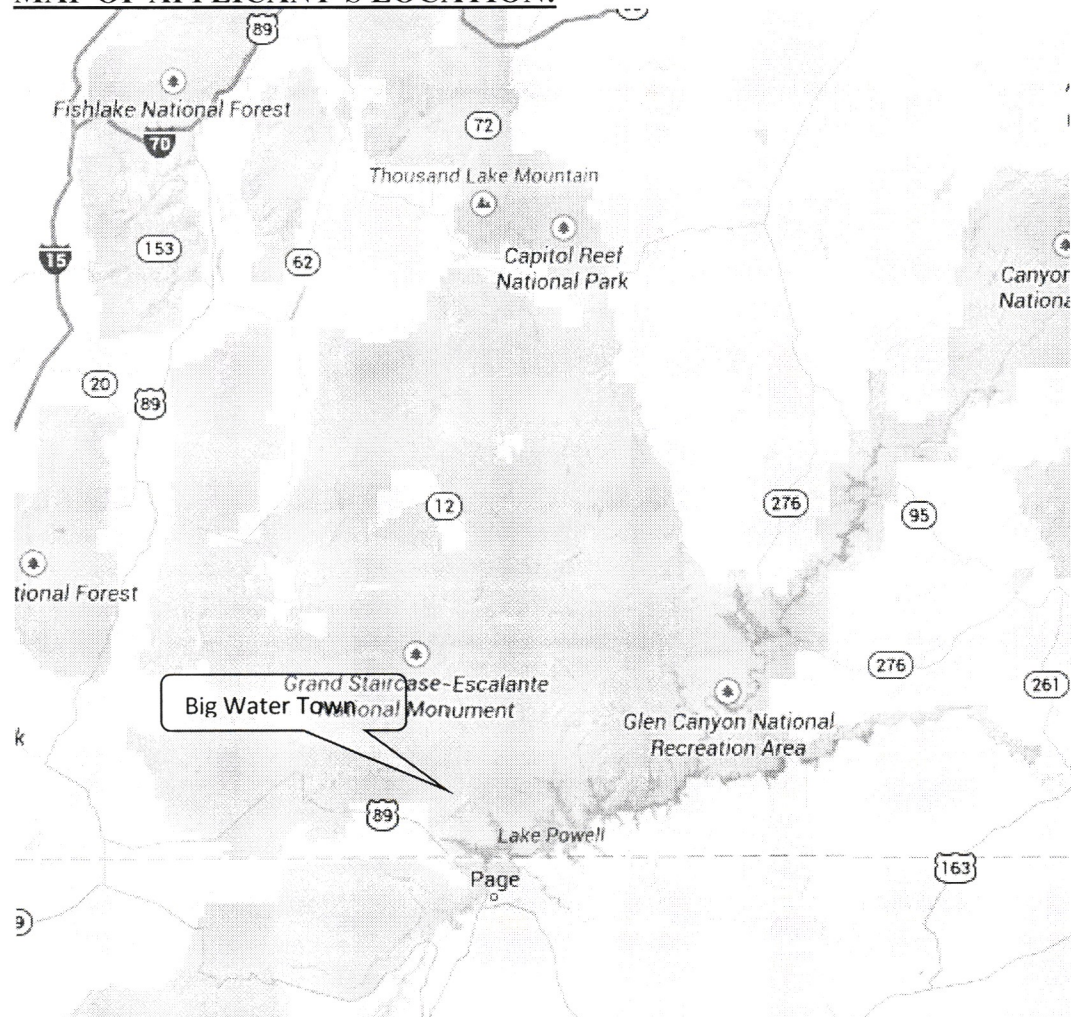 MAP OF APPLICANT'S LOCATION:
89
Fishlake National Forest
70
72
Thousand Lake Mountain
15
153
62
Capitol Reef
National Park
Canyor
Nationa
20
89
12
276
95
tional Forest
276
261
Grand Staircase-Escalante
National Monument
Big Water Town
Glen Canyon National
Recreation Area
k
89
Lake Powell
163
Page
9